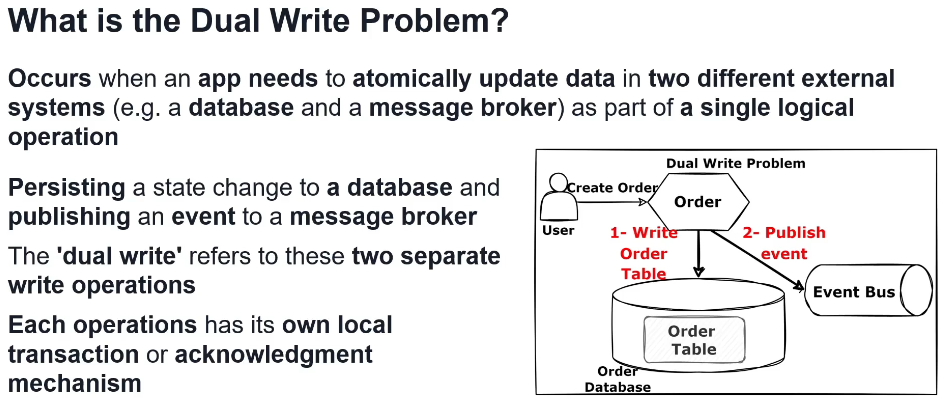 What is the Dual Write Problem?
Occurs when an app needs to atomically update data in two different external
systems (e.g. a database and a message broker) as part of a single logical
operation
Persisting a state change to a database and
publishing an event to a message broker
The 'dual write' refers to these two separate
write operations
Each operations has its own local
transaction or acknowledgment
mechanism
Dual Write Problem
Create Order
Order
User
1- Write
Order
Table
2- Publish
event
Event Bus
Order
Table
Order
Database